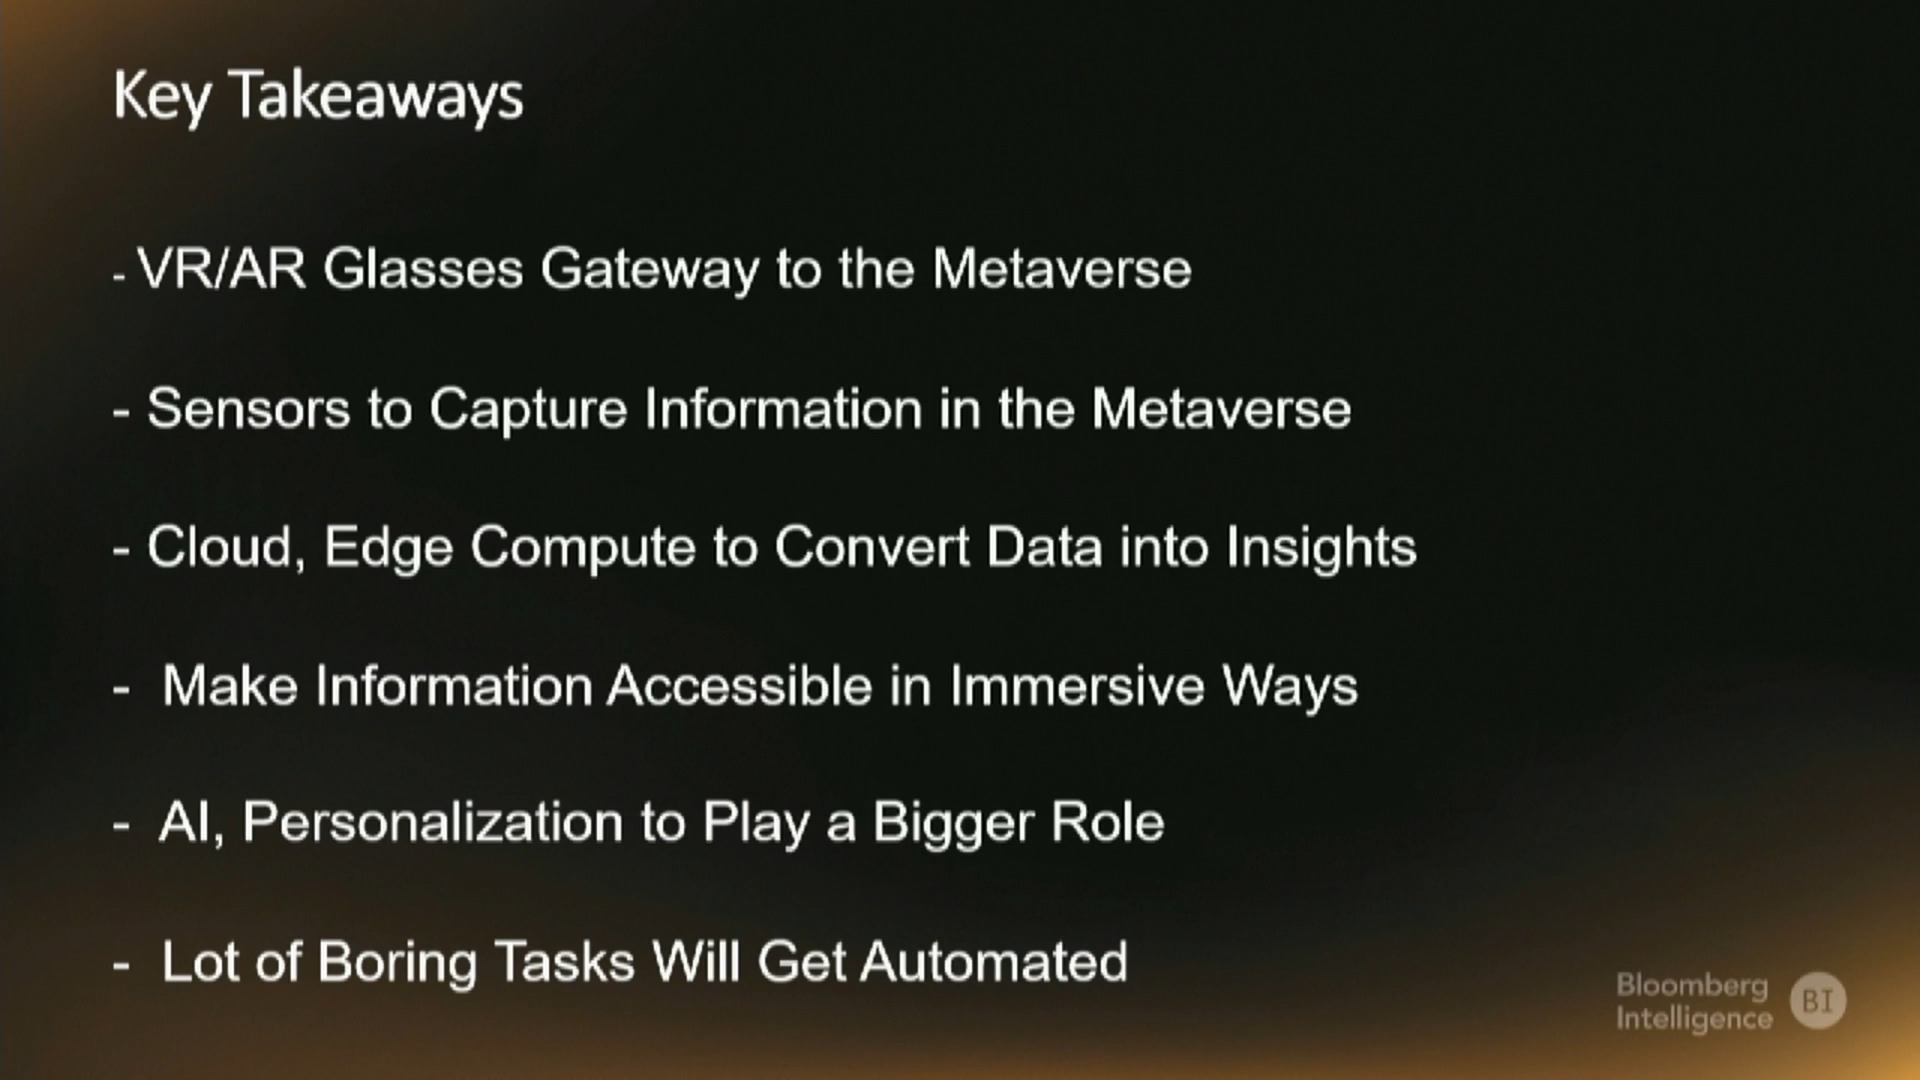 Key Takeaways
- VR/AR Glasses Gateway to the Metaverse
- Sensors to Capture Information in the Metaverse
- Cloud, Edge Compute to Convert Data into Insights
- Make Information Accessible in Immersive Ways
- AI, Personalization to Play a Bigger Role
- Lot of Boring Tasks Will Get Automated
Bloomberg
Intelligence
BI